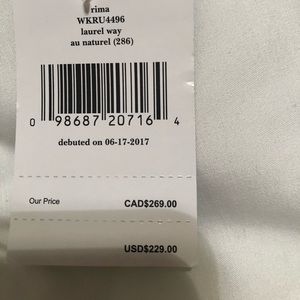 rima
WKRU4496
laurel way
au naturel (286)
0 98687 20716 4
debuted on 06-17-2017
Our Price CAD$269.00
USD$229.00